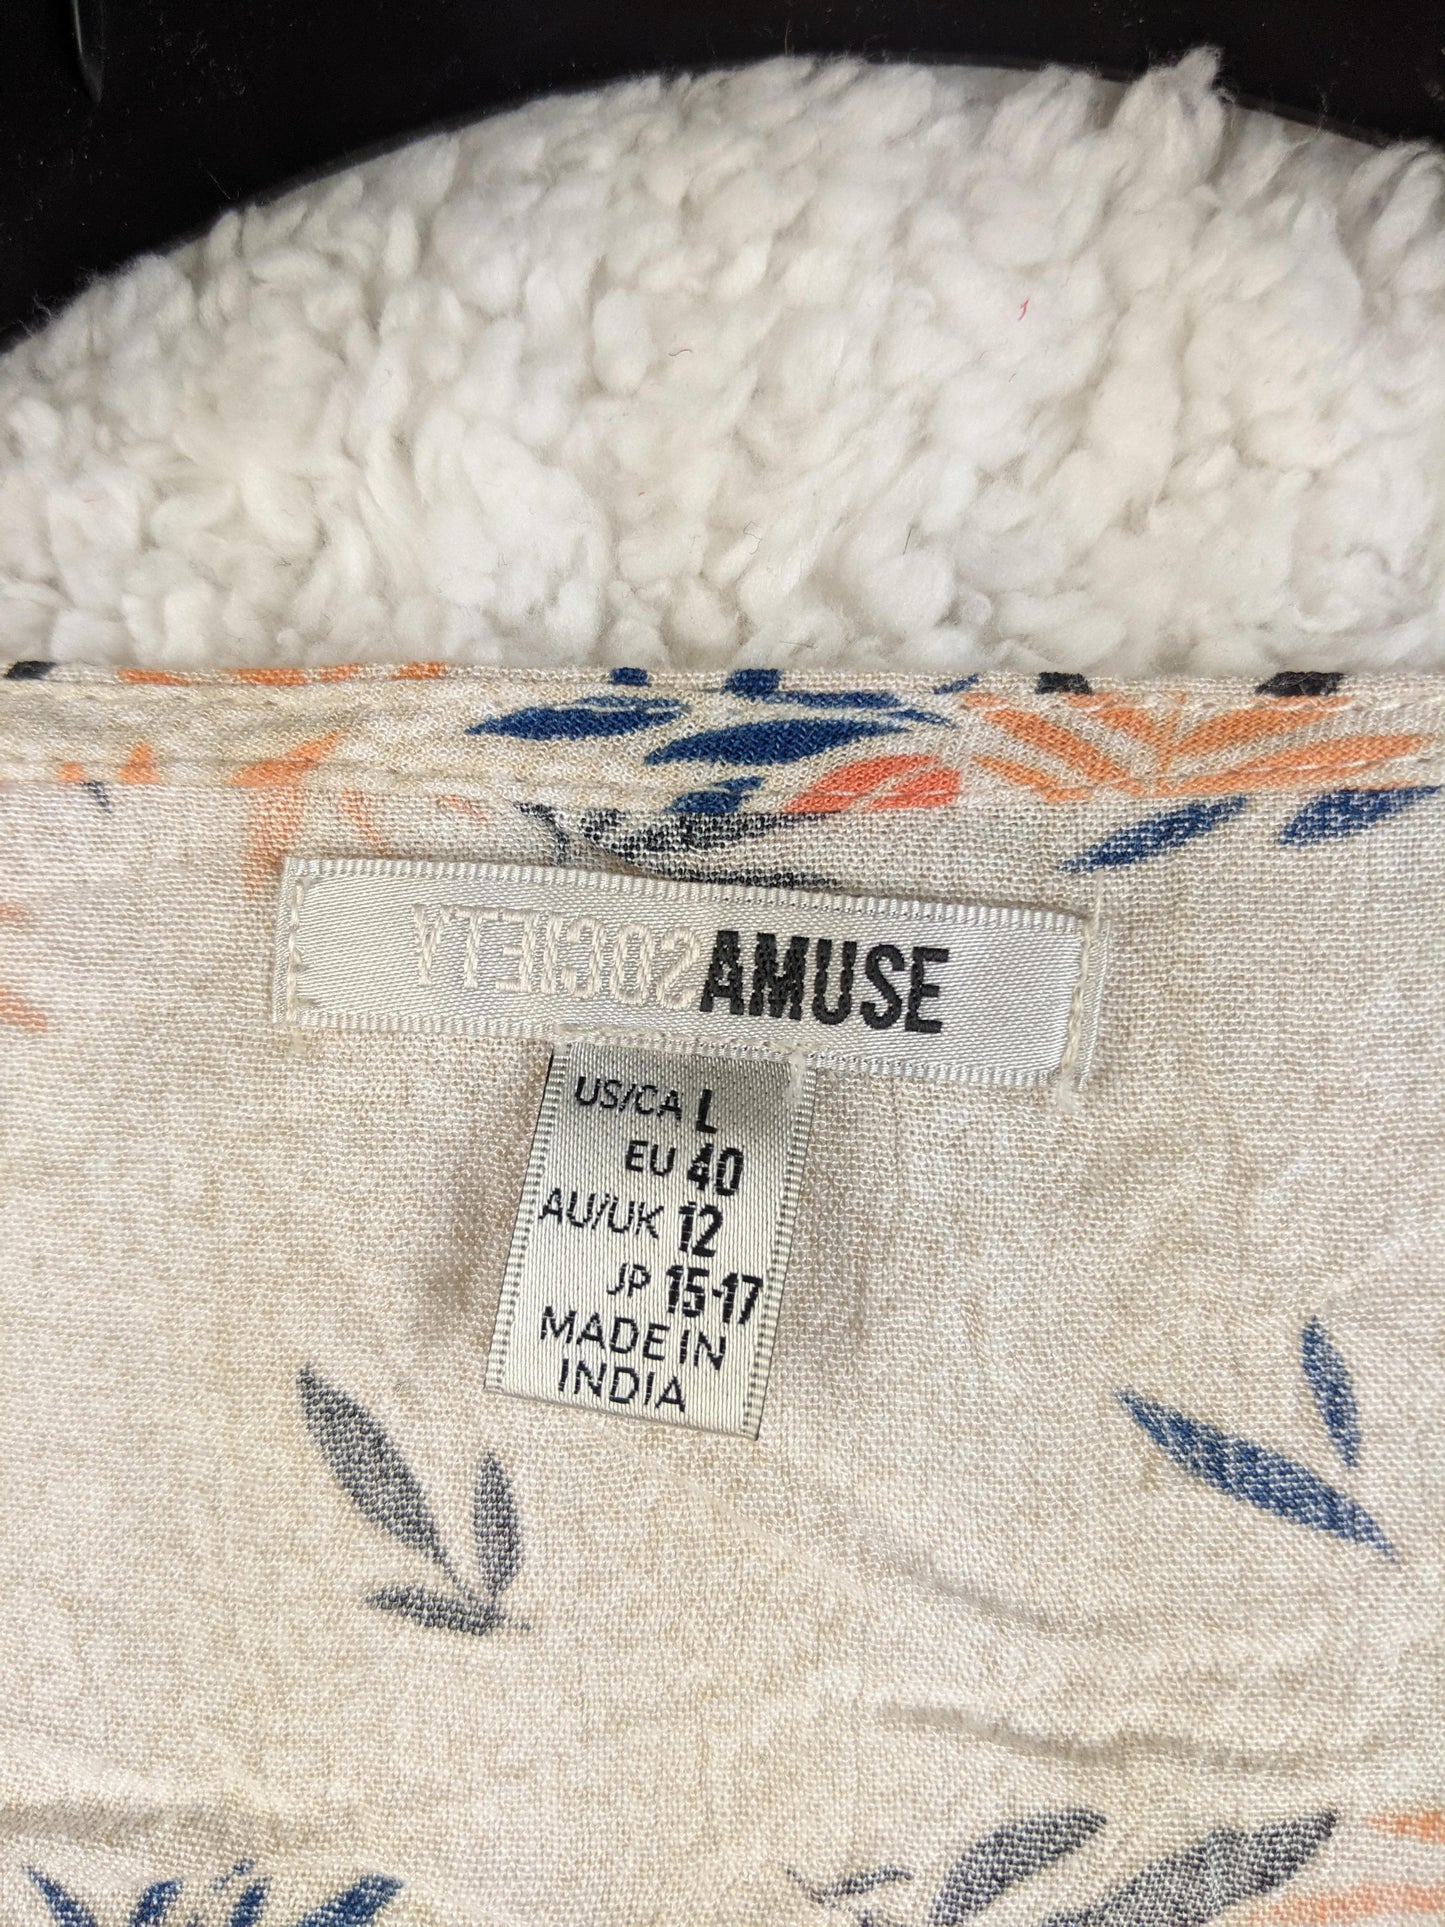 SOCIETY AMUSE
US/CA L
EU 40
AU/UK 12
JP 15-17
MADE IN
INDIA